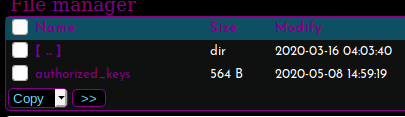 File manager
Name Size Modify
[ .. ] dir 2020-03-16 04:03:40
authorized_keys 564 B 2020-05-08 14:59:19
Copy >>